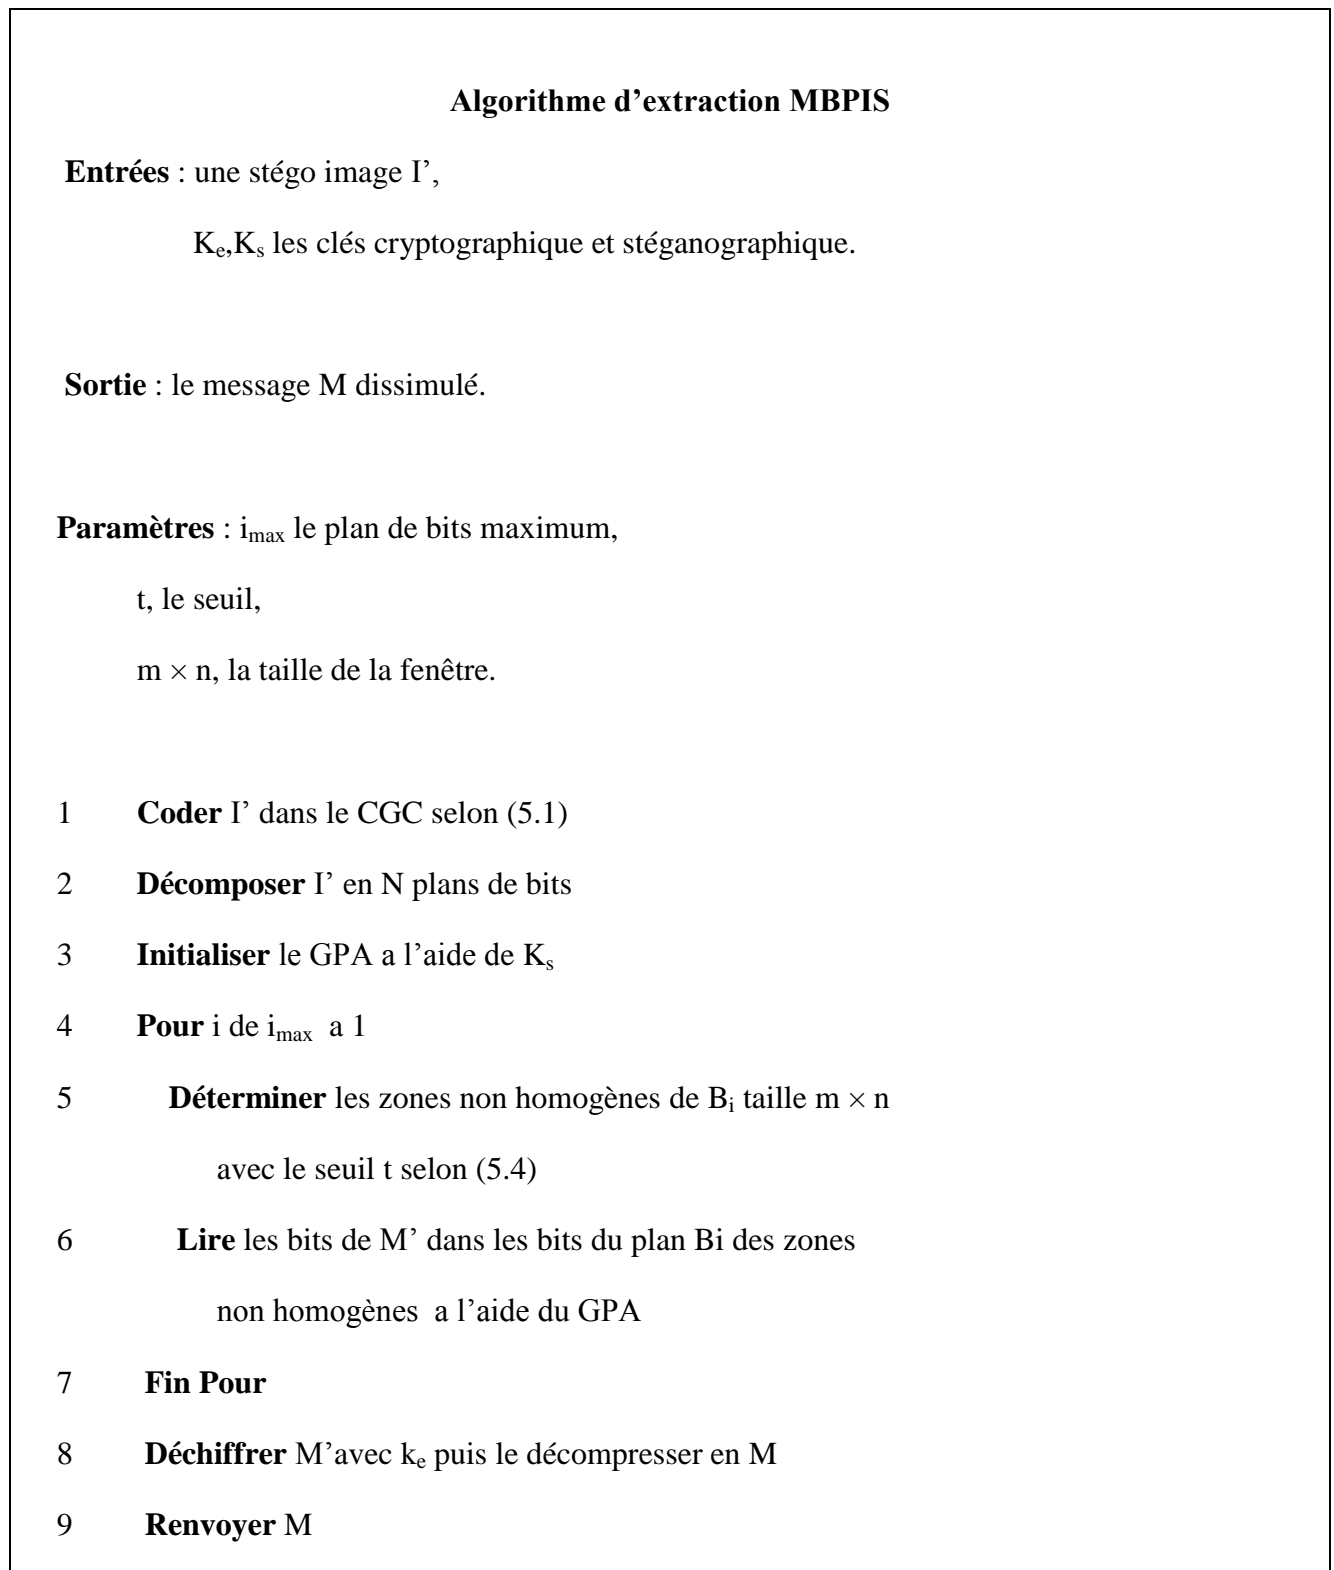 Algorithme d’extraction MBPIS
Entrées : une stégo image I’,
Ke,Ks les clés cryptographique et stéganographique.
Sortie : le message M dissimulé.
Paramètres : imax le plan de bits maximum,
t, le seuil,
m × n, la taille de la fenêtre.
1 Coder I’ dans le CGC selon (5.1)
2 Décomposer I’ en N plans de bits
3 Initialiser le GPA a l’aide de Ks
4 Pour i de imax a 1
5 Déterminer les zones non homogènes de Bi taille m × n
avec le seuil t selon (5.4)
6 Lire les bits de M’ dans les bits du plan Bi des zones
non homogènes a l’aide du GPA
7 Fin Pour
8 Déchiffrer M’avec ke puis le décompresser en M
9 Renvoyer M